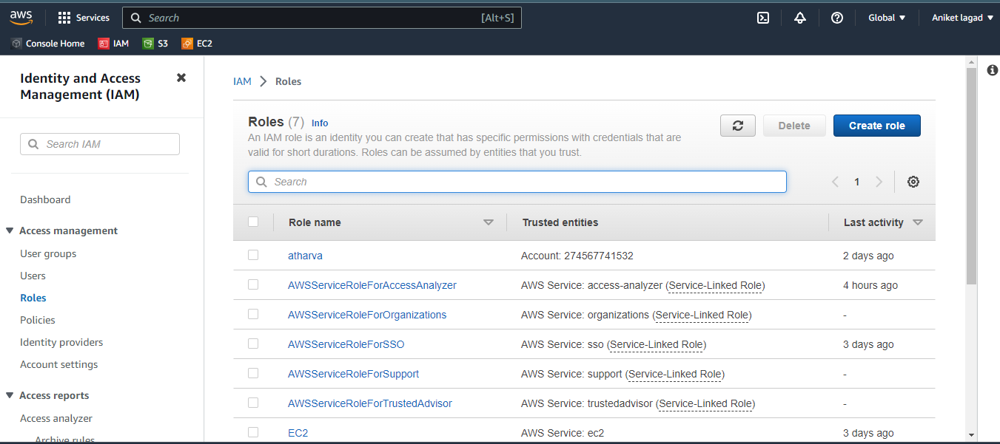 aws
Services
Search [Alt+S]
Global
Aniket lagad
Console Home
IAM
S3
EC2
Identity and Access
Management (IAM)
Search IAM
Dashboard
Access management
User groups
Users
Roles
Policies
Identity providers
Account settings
Access reports
Access analyzer
Archive rules
IAM > Roles
Roles (7) Info
An IAM role is an identity you can create that has specific permissions with credentials that are
valid for short durations. Roles can be assumed by entities that you trust.
Delete
Create role
Search
1
Role name Trusted entities Last activity
atharva Account: 274567741532 2 days ago
AWSServiceRoleForAccessAnalyzer AWS Service: access-analyzer (Service-Linked Role) 4 hours ago
AWSServiceRoleForOrganizations AWS Service: organizations (Service-Linked Role) -
AWSServiceRoleForSSO AWS Service: sso (Service-Linked Role) 3 days ago
AWSServiceRoleForSupport AWS Service: support (Service-Linked Role) -
AWSServiceRoleForTrustedAdvisor AWS Service: trustedadvisor (Service-Linked Role) -
EC2 AWS Service: ec2 3 days ago